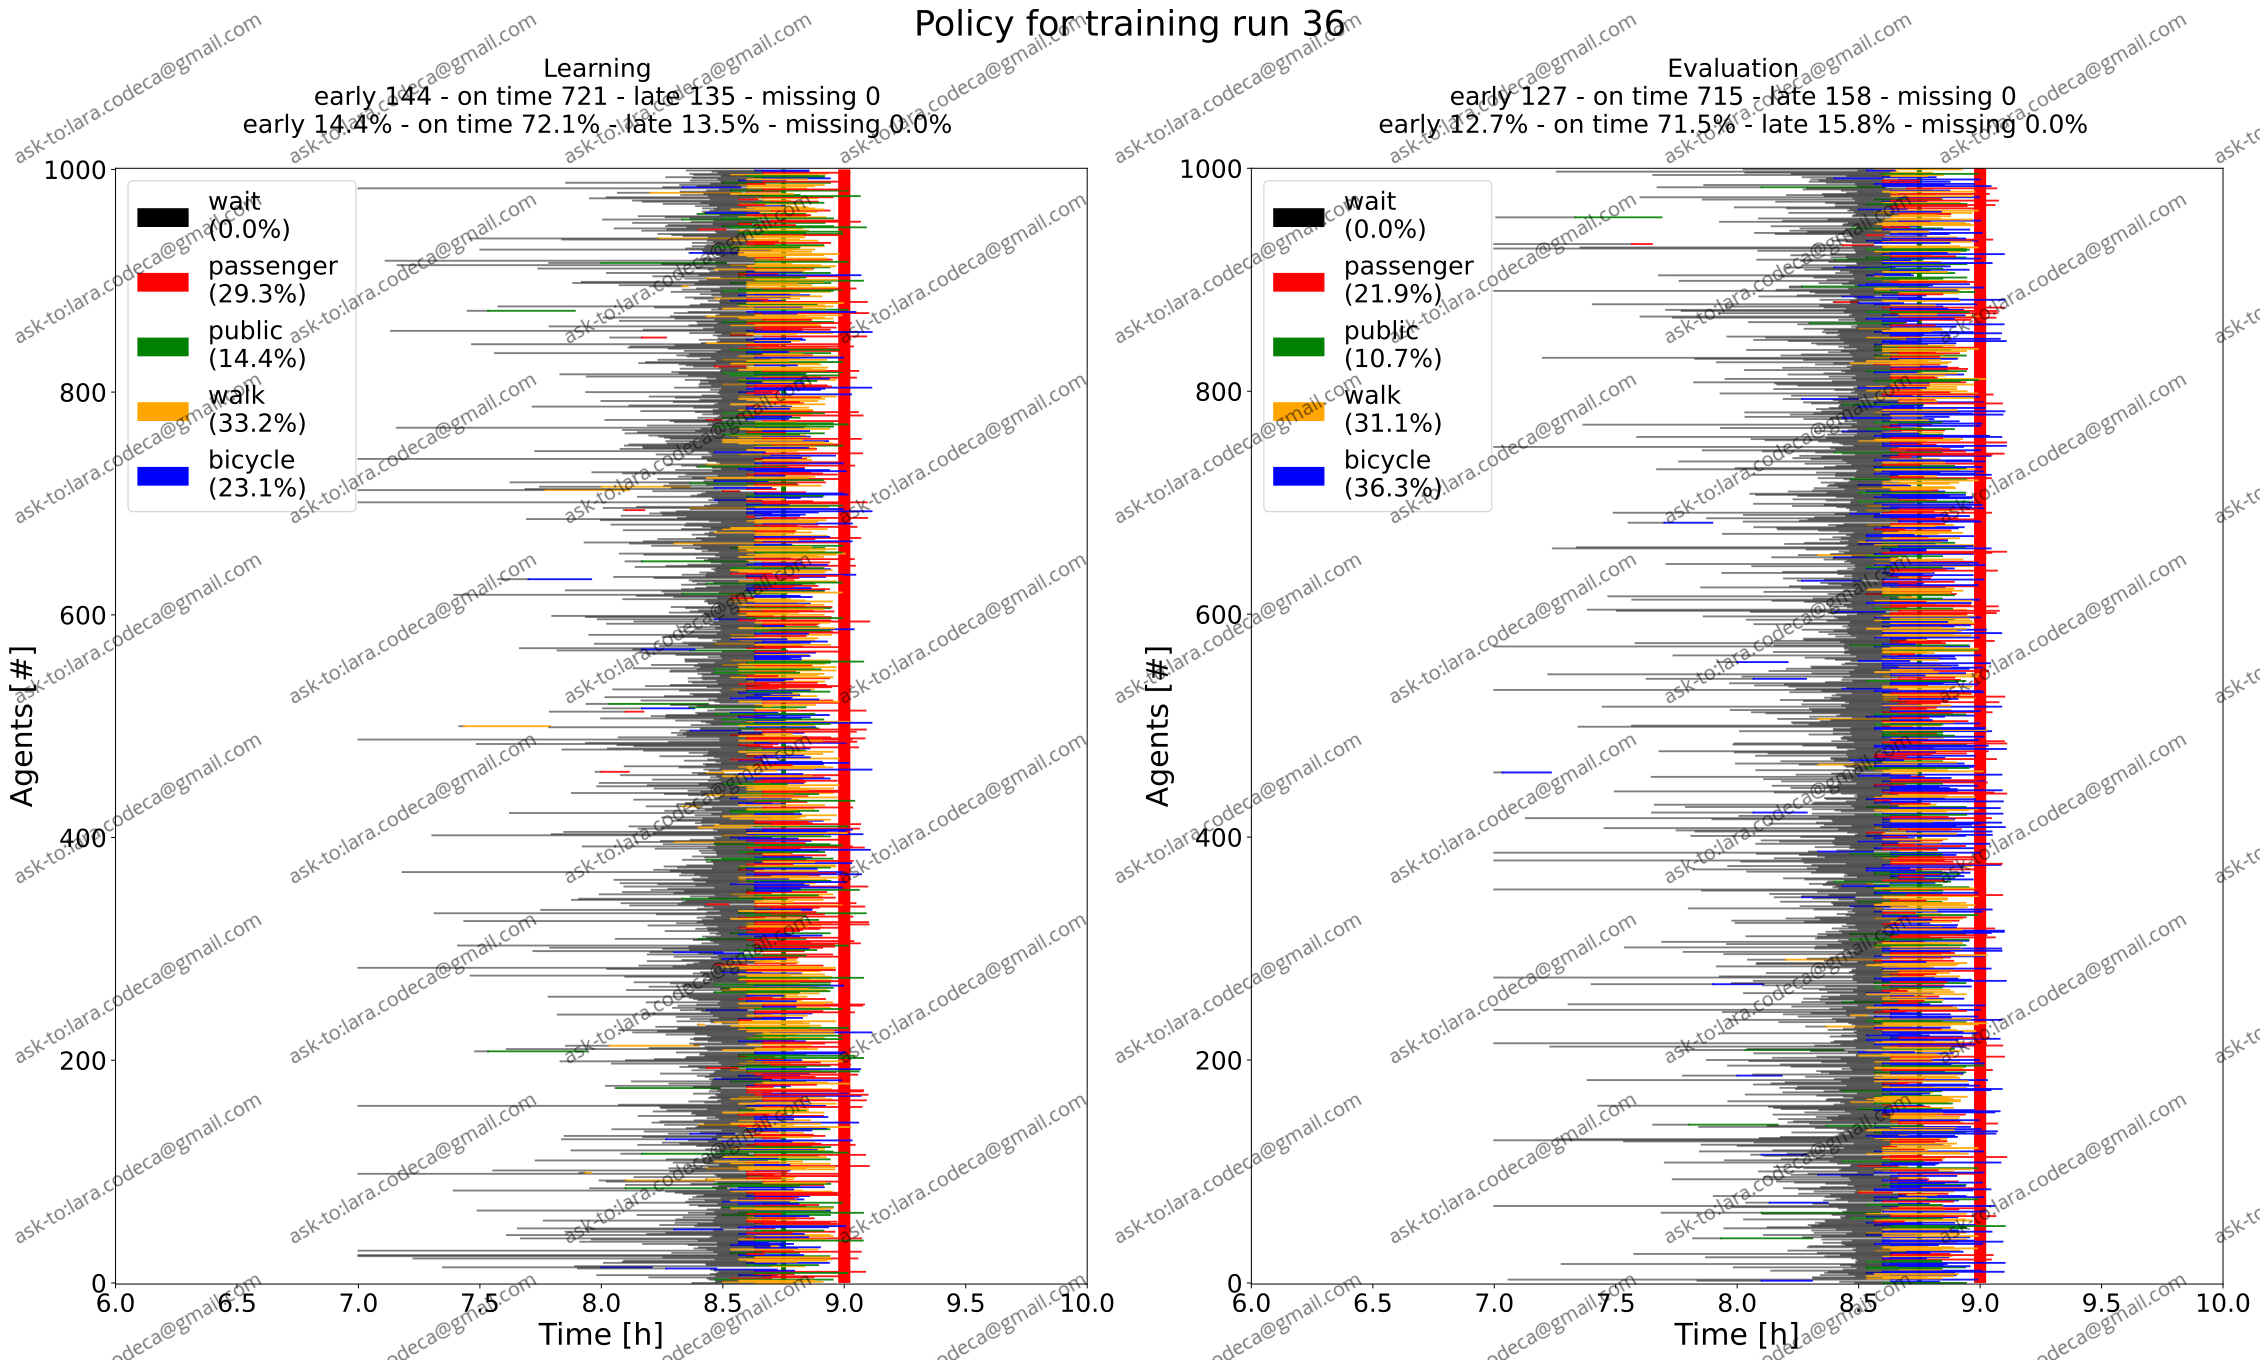 Policy for training run 36
Learning
early 144 - on time 721 - late 135 - missing 0
early 14.4% - on time 72.1% - late 13.5% - missing 0.0%
1000
800
600
400
200
0
Agents [#]
wait
(0.0%)
passenger
(29.3%)
public
(14.4%)
walk
(33.2%)
bicycle
(23.1%)
6.0 6.5 7.0 7.5 8.0 8.5 9.0 9.5 10.0
Time [h]
Evaluation
early 127 - on time 715 - late 158 - missing 0
early 12.7% - on time 71.5% - late 15.8% - missing 0.0%
1000
800
600
400
200
0
Agents [#]
wait
(0.0%)
passenger
(21.9%)
public
(10.7%)
walk
(31.1%)
bicycle
(36.3%)
6.0 6.5 7.0 7.5 8.0 8.5 9.0 9.5 10.0
Time [h]
ask-to:lara.codeca@gmail.com